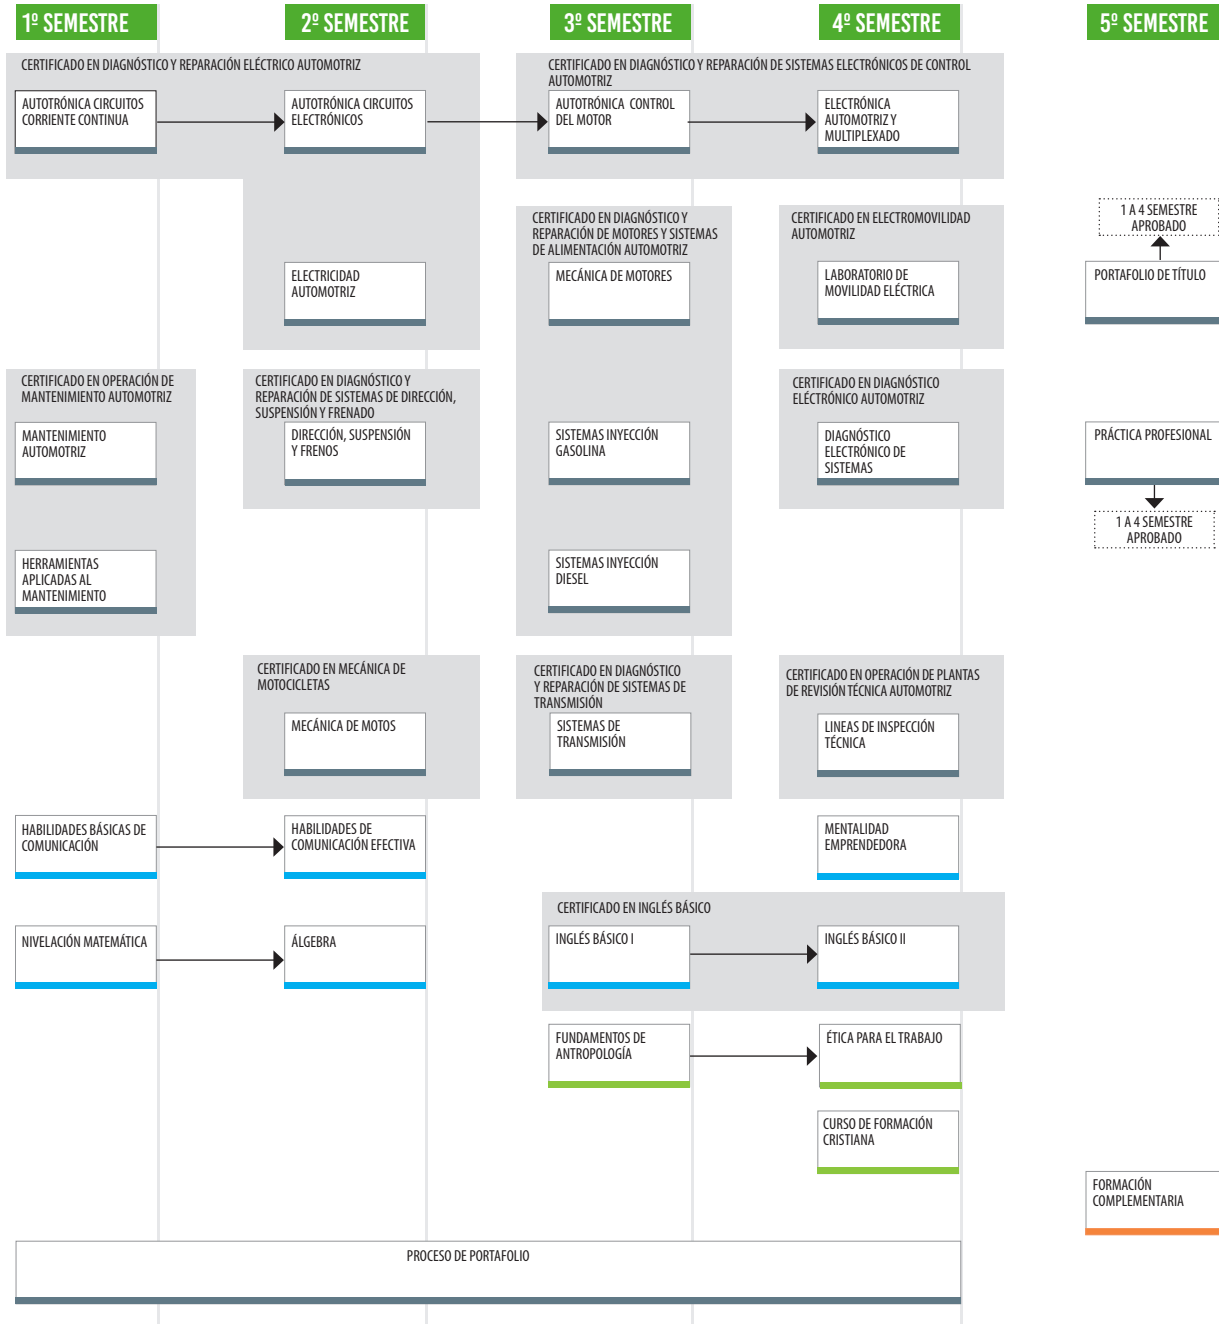 1º SEMESTRE
2º SEMESTRE
3º SEMESTRE
4º SEMESTRE
5º SEMESTRE
CERTIFICADO EN DIAGNÓSTICO Y REPARACIÓN ELÉCTRICO AUTOMOTRIZ
CERTIFICADO EN DIAGNÓSTICO Y REPARACIÓN DE SISTEMAS ELECTRÓNICOS DE CONTROL
AUTOMOTRIZ
AUTOTRÓNICA CIRCUITOS
CORRIENTE CONTINUA
AUTOTRÓNICA CIRCUITOS
ELECTRÓNICOS
AUTOTRÓNICA CONTROL
DEL MOTOR
ELECTRÓNICA
AUTOMOTRIZ Y
MULTIPLEXADO
CERTIFICADO EN DIAGNÓSTICO Y
REPARACIÓN DE MOTORES Y SISTEMAS
DE ALIMENTACIÓN AUTOMOTRIZ
CERTIFICADO EN ELECTROMOVILIDAD
AUTOMOTRIZ
1 A 4 SEMESTRE
APROBADO
ELECTRICIDAD
AUTOMOTRIZ
MECÁNICA DE MOTORES
LABORATORIO DE
MOVILIDAD ELÉCTRICA
PORTAFOLIO DE TÍTULO
CERTIFICADO EN OPERACIÓN DE
MANTENIMIENTO AUTOMOTRIZ
CERTIFICADO EN DIAGNÓSTICO Y
REPARACIÓN DE SISTEMAS DE DIRECCIÓN,
SUSPENSIÓN Y FRENADO
CERTIFICADO EN DIAGNÓSTICO
ELÉCTRÓNICO AUTOMOTRIZ
MANTENIMIENTO
AUTOMOTRIZ
DIRECCIÓN, SUSPENSIÓN
Y FRENOS
SISTEMAS INYECCIÓN
GASOLINA
DIAGNÓSTICO
ELECTRÓNICO DE
SISTEMAS
PRÁCTICA PROFESIONAL
1 A 4 SEMESTRE
APROBADO
HERRAMIENTAS
APLICADAS AL
MANTENIMIENTO
SISTEMAS INYECCIÓN
DIESEL
CERTIFICADO EN MECÁNICA DE
MOTOCICLETAS
CERTIFICADO EN DIAGNÓSTICO
Y REPARACIÓN DE SISTEMAS DE
TRANSMISIÓN
CERTIFICADO EN OPERACIÓN DE PLANTAS
DE REVISIÓN TÉCNICA AUTOMOTRIZ
MECÁNICA DE MOTOS
SISTEMAS DE
TRANSMISIÓN
LINEAS DE INSPECCIÓN
TÉCNICA
HABILIDADES BÁSICAS DE
COMUNICACIÓN
HABILIDADES DE
COMUNICACIÓN EFECTIVA
MENTALIDAD
EMPRENDEDORA
CERTIFICADO EN INGLÉS BÁSICO
NIVELACIÓN MATEMÁTICA
ÁLGEBRA
INGLÉS BÁSICO I
INGLÉS BÁSICO II
FUNDAMENTOS DE
ANTROPOLOGÍA
ÉTICA PARA EL TRABAJO
CURSO DE FORMACIÓN
CRISTIANA
FORMACIÓN
COMPLEMENTARIA
PROCESO DE PORTAFOLIO